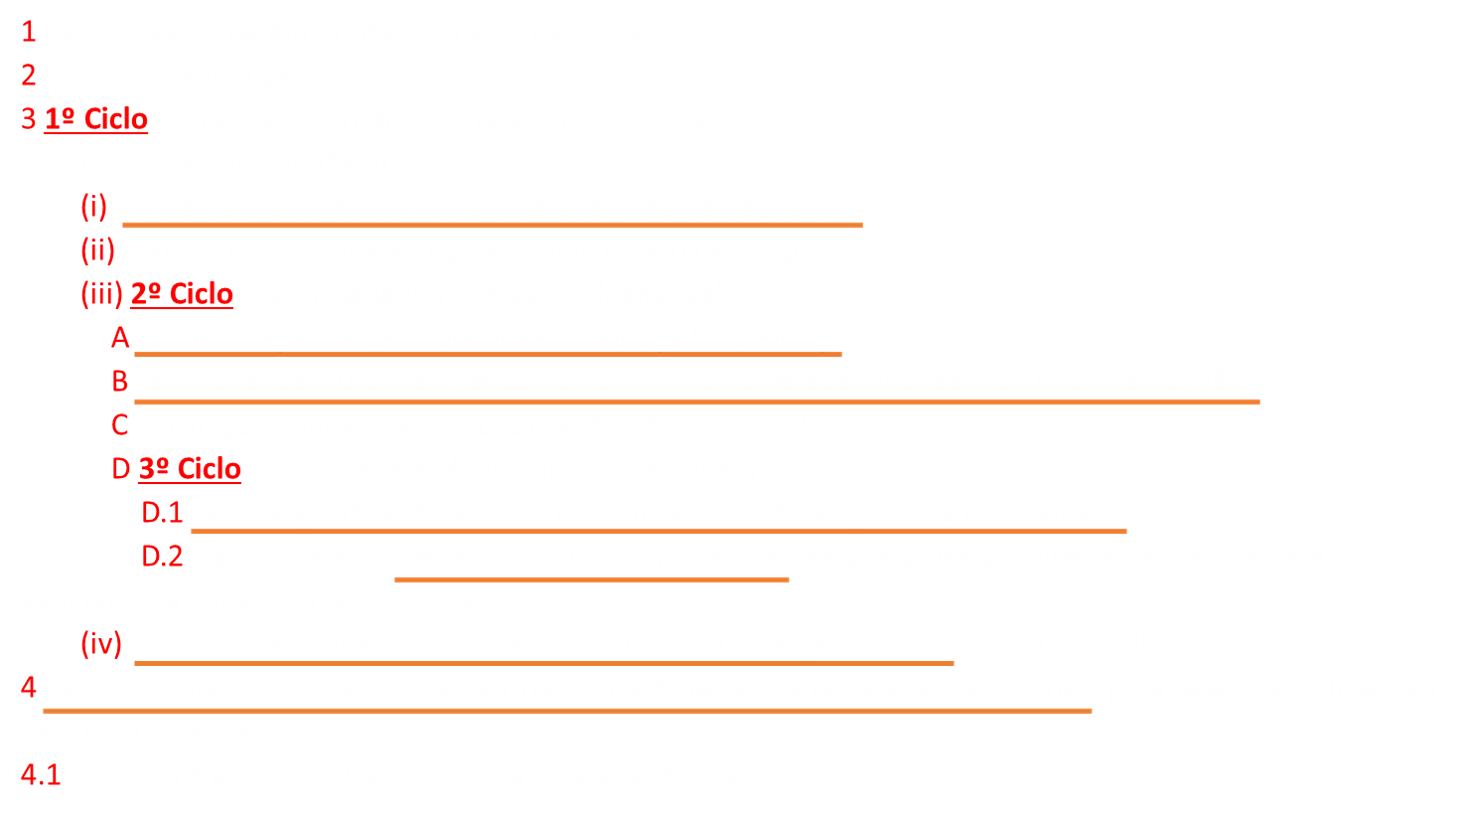 1
2
3 1º Ciclo
(i)
(ii)
(iii) 2º Ciclo
A
B
C
D 3º Ciclo
D.1
D.2
(iv)
4
4.1